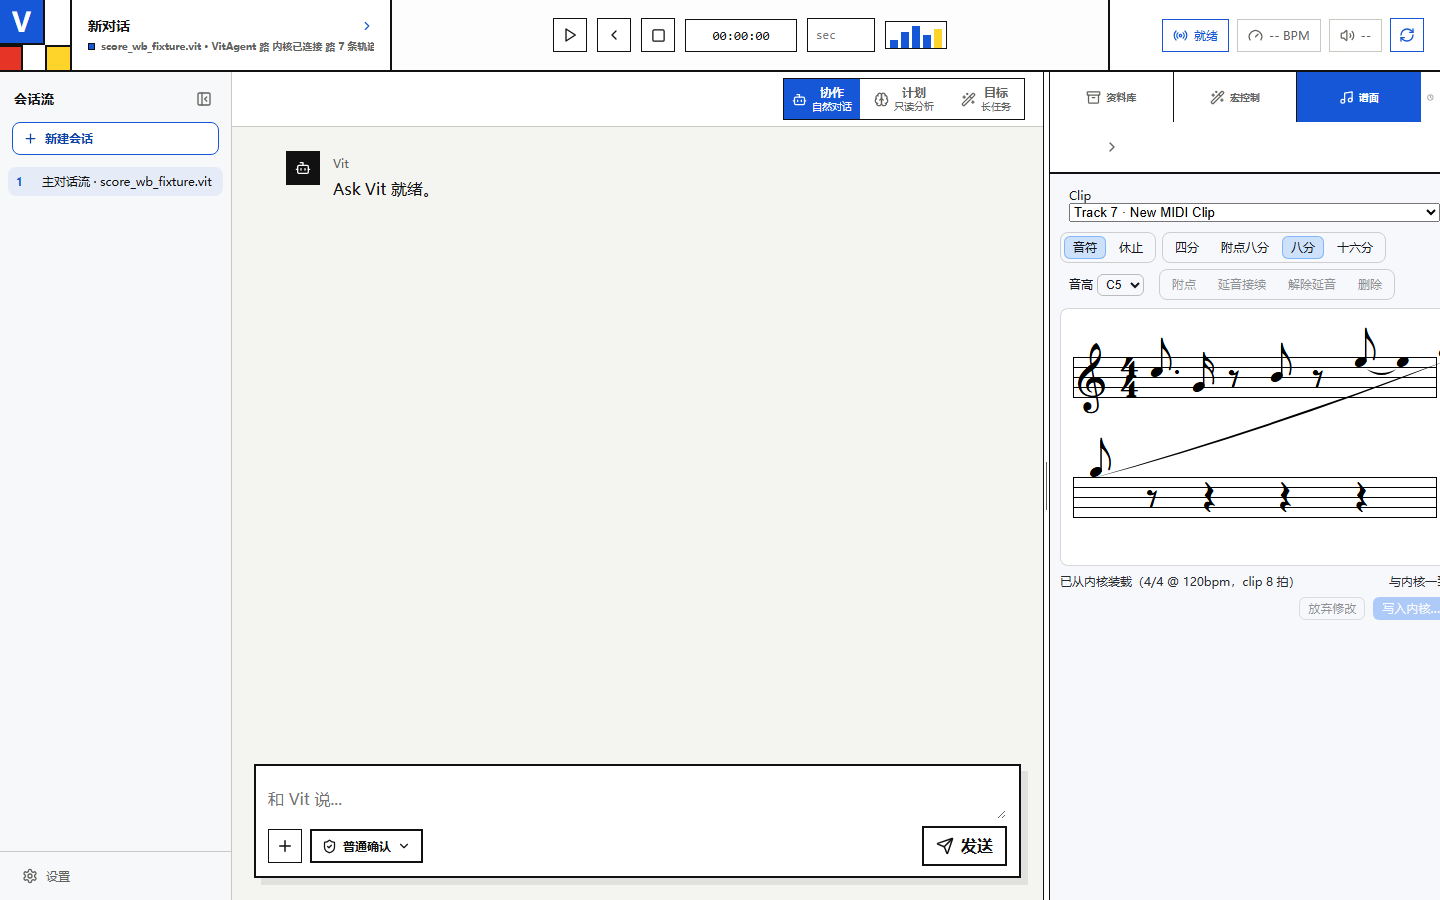 V
新对话
score_wb_fixture.vit • VitAgent 踏 内核已连接 踏 7 条轨迹
00:00:00
sec
就绪
-- BPM
--
会话流
新建会话
1 主对话流 · score_wb_fixture.vit
设置
协作
自然对话
计划
只读分析
目标
长任务
Vit
Ask Vit 就绪。
和 Vit 说...
普通确认
发送
资料库
宏控制
谱面
Clip
Track 7 · New MIDI Clip
音符 休止 四分 附点八分 八分 十六分
音高 C5 附点 延音接续 解除延音 删除
4
4
已从内核装载（4/4 @ 120bpm，clip 8 拍） 与内核一
放弃修改 写入内核...